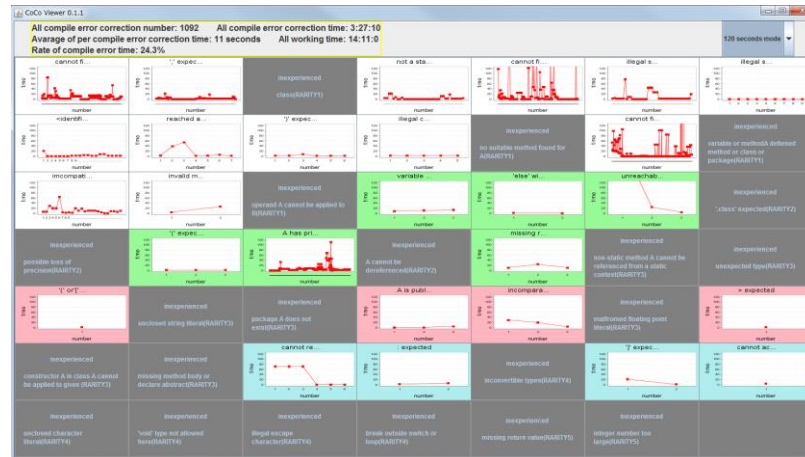 CoCo Viewer 0.1.1
All compile error correction number: 1092 All compile error correction time: 3:27:10
Avarage of per compile error correction time: 11 seconds All working time: 14:11:0
Rate of compile error time: 24.3%
120 seconds mode
cannot fi...
';' expec...
inexperienced
class(RARITY1)
not a sta...
cannot fi...
illegal s...
illegal s...
time
number
<identifi...
reached a...
')' expec...
illegal c...
inexperienced
no suitable method found for
A(RARITY1)
cannot fi...
inexperienced
variable or methodA deifened
method or class or
package(RARITY1)
imcompati...
invalid m...
inexperienced
operand A cannot be applied to
B(RARITY1)
variable ...
'else' wi...
unreachab...
inexperienced
'.class' expected(RARITY2)
inexperienced
possible loss of
precision(RARITY2)
'(' expec...
A has pri...
inexperienced
A cannot be
dereferenced(RARITY2)
missing r...
inexperienced
non static method A cannot be
referenced from a static
context(RARITY3)
inexperienced
unexpected type(RARITY3)
'(' or'['...
inexperienced
unclosed string literal(RARITY3)
inexperienced
package A does not
exist(RARITY3)
A is publ...
incompara...
inexperienced
malfromed floating point
literal(RARITY3)
> expected
inexperienced
constructor A in class A cannot
be applied to given (RARITY3)
inexperienced
missing method body or
declare abstract(RARITY3)
cannot re...
: expected
inexperienced
inconvertible types(RARITY4)
']' expec...
cannot ac...
inexperienced
unclosed character
literal(RARITY4)
inexperienced
'void' type not allowed
here(RARITY4)
inexperienced
illegal escape
character(RARITY4)
inexperienced
break outside switch or
loop(RARITY4)
inexperienced
missing return value(RARITY5)
inexperienced
integer number too
large(RARITY5)